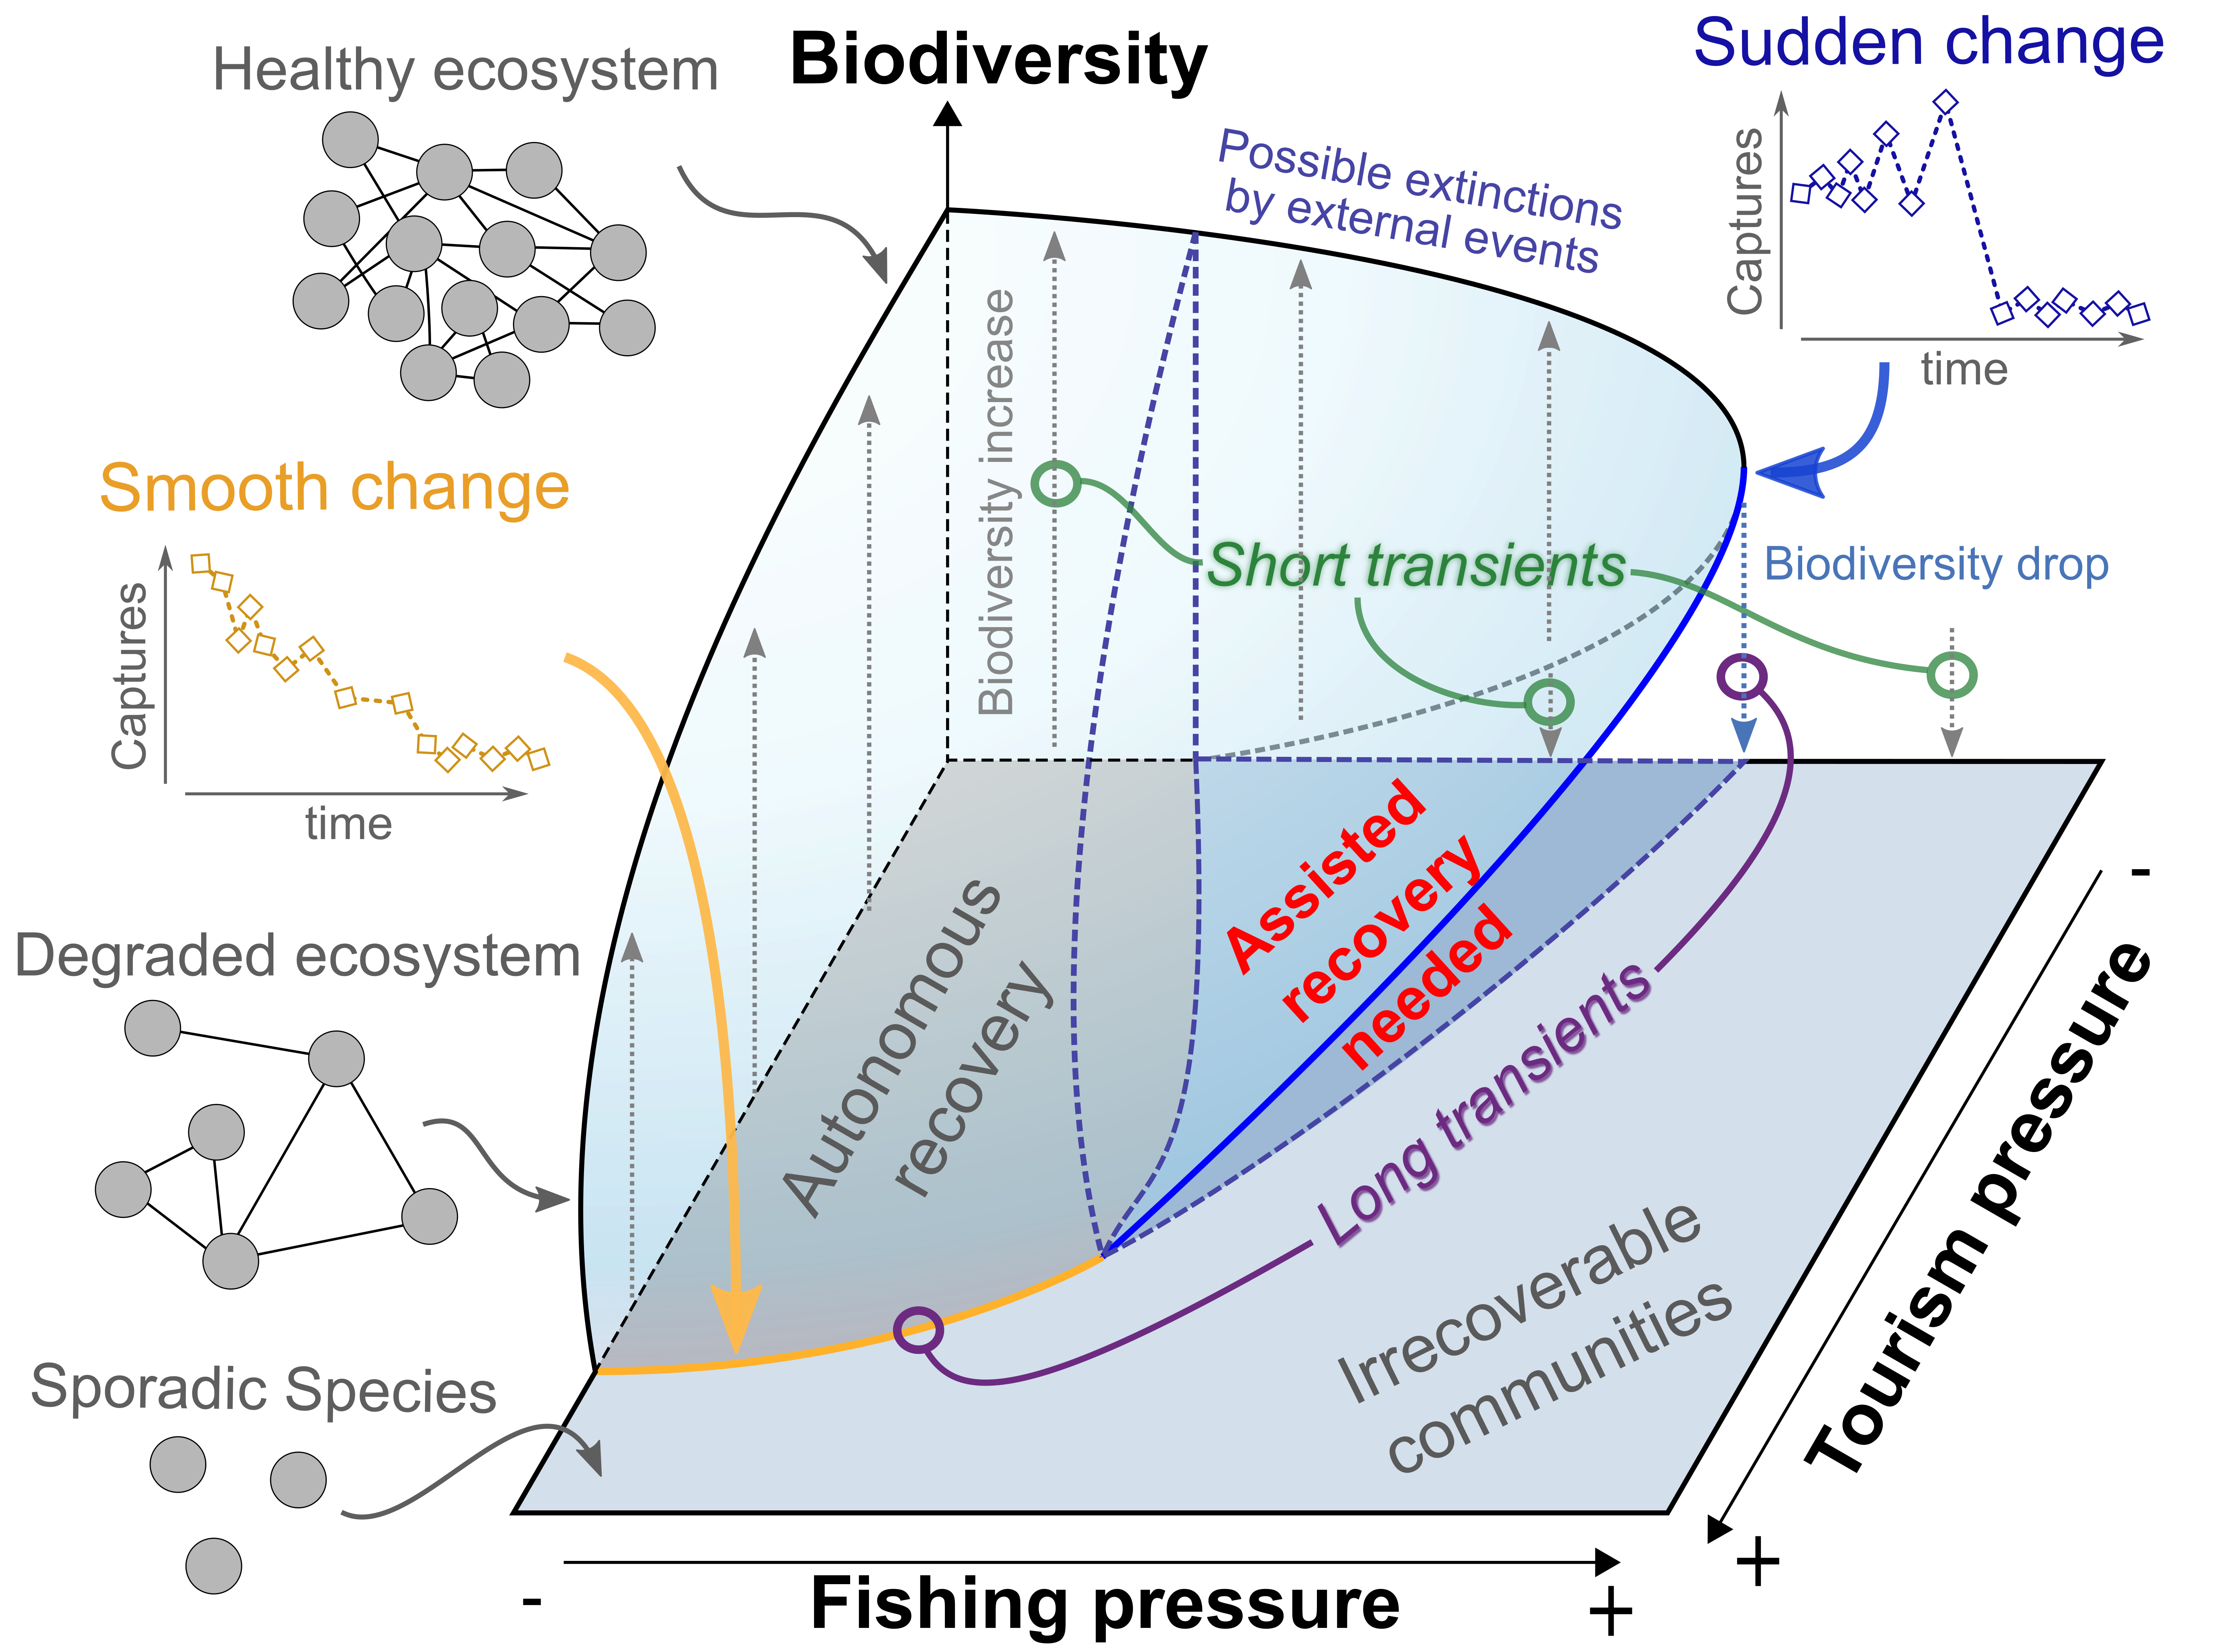 Healthy ecosystem
Biodiversity
Sudden change
Possible extinctions
by external events
Captures
time
Biodiversity increase
Smooth change
Captures
time
Short transients
Biodiversity drop
Assisted
recovery
needed
Autonomous
recovery
Degraded ecosystem
Long transients
-
Tourism pressure
+
Irrecoverable
communities
Sporadic Species
-
Fishing pressure
+